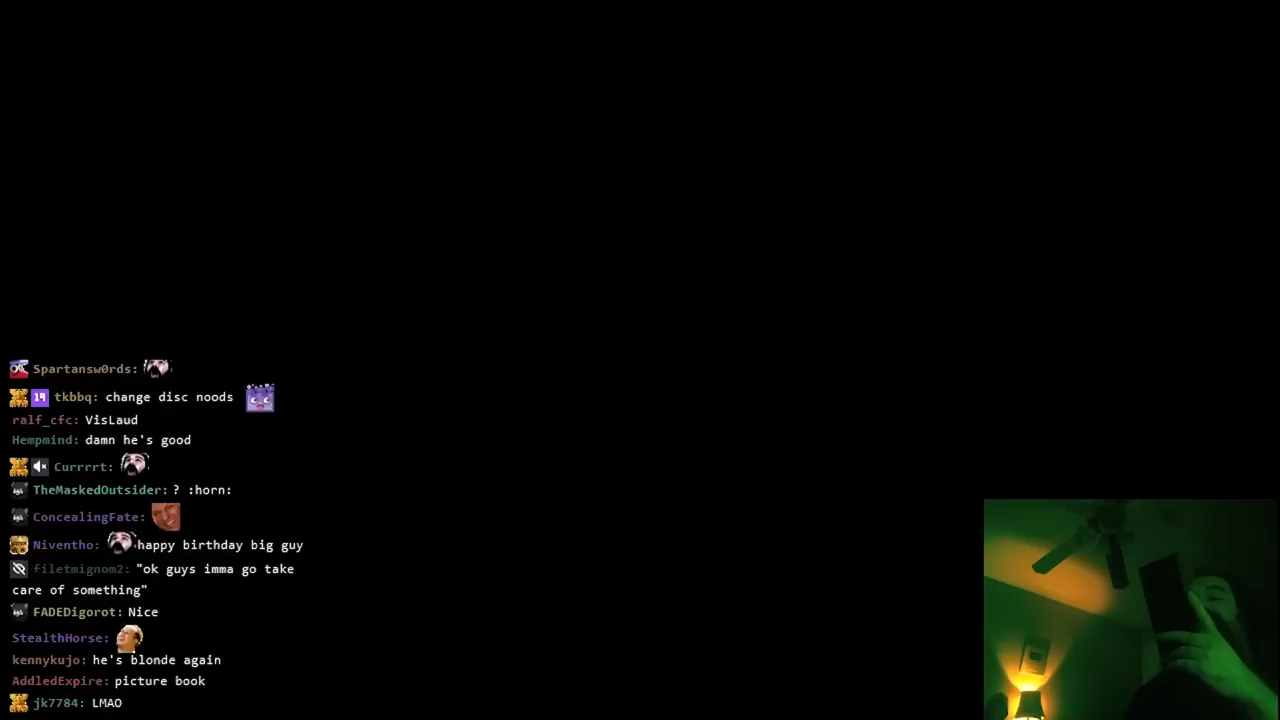 Spartansw0rds:
19 tkbbq: change disc noods
ralf_cfc: VisLaud
Hempmind: damn he's good
Currrrt:
TheMaskedOutsider: ? :horn:
ConcealingFate:
Niventho: happy birthday big guy
filetmignom2: "ok guys imma go take
care of something"
FADEDigorot: Nice
StealthHorse:
kennykujo: he's blonde again
AddledExpire: picture book
jk7784: LMAO